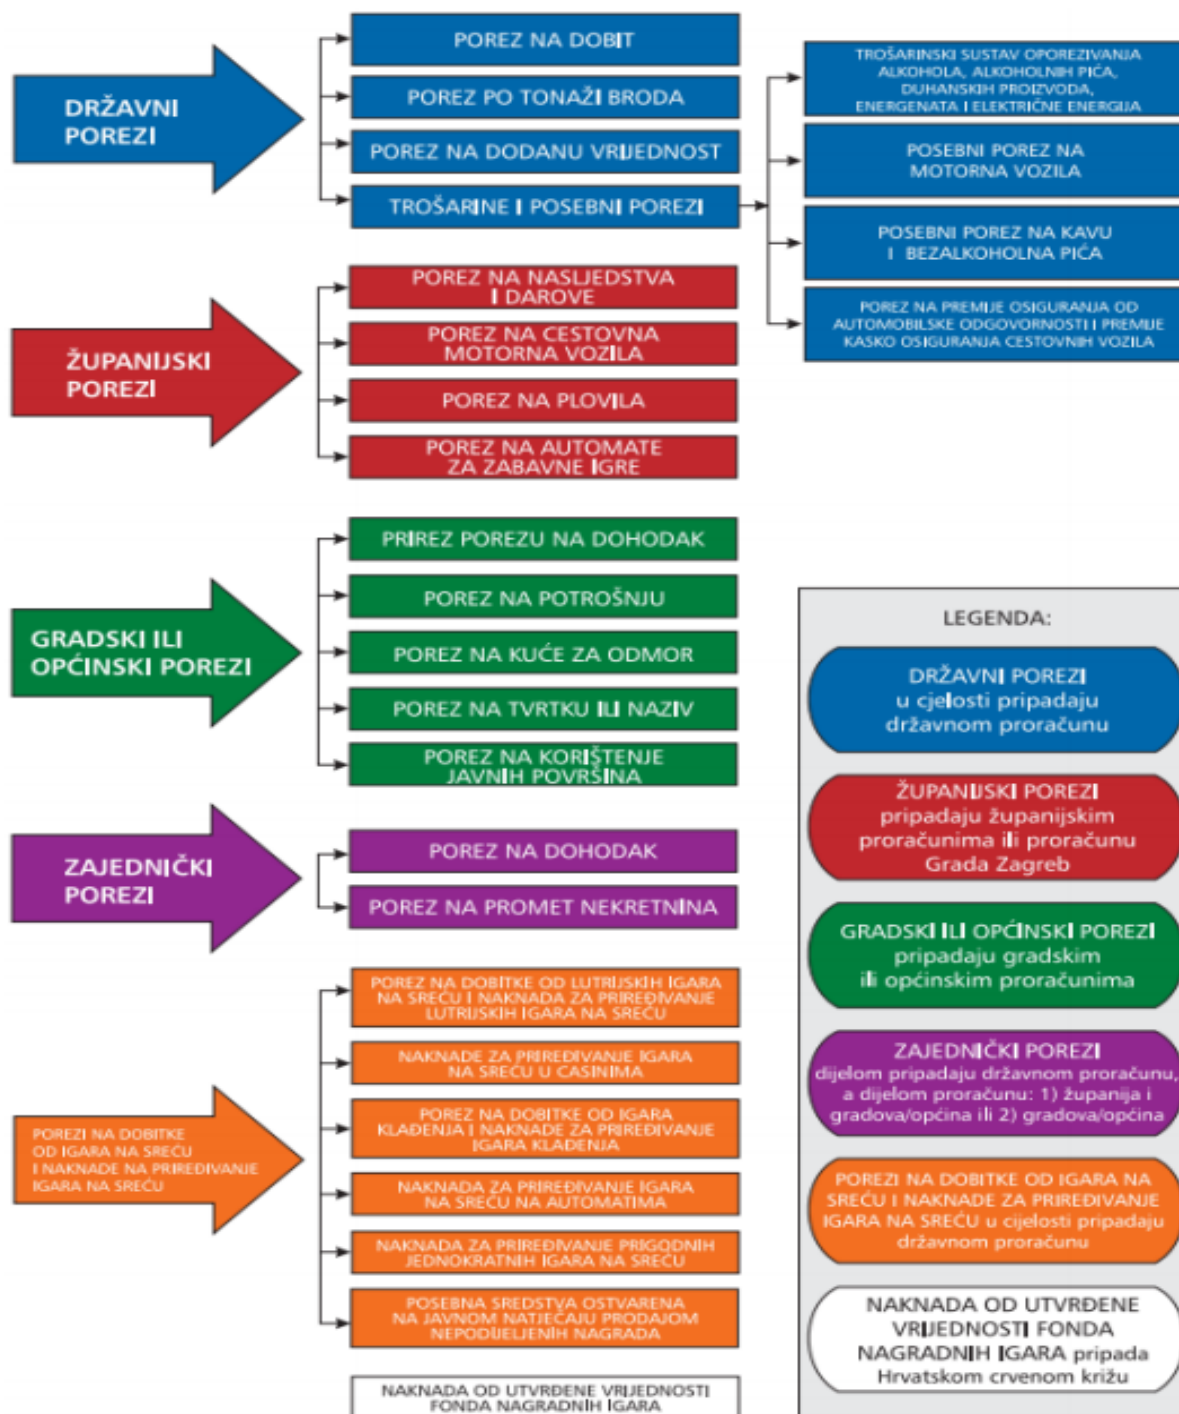 DRŽAVNI
POREZI
POREZ NA DOBIT
POREZ PO TONAŽI BRODA
POREZ NA DODANU VRIJEDNOST
TROŠARINE I POSEBNI POREZI
TROŠARINSKI SUSTAV OPOREZIVANJA
ALKOHOLA, ALKOHOLNIH PIĆA,
DUHANSKIH PROIZVODA,
ENERGENATA I ELEKTRIČNE ENERGIJA
POSEBNI POREZ NA
MOTORNA VOZILA
POSEBNI POREZ NA KAVU
I BEZALKOHOLNA PIĆA
POREZ NA PREMIJE OSIGURANJA OD
AUTOMOBILSKE ODGOVORNOSTI I PREMIJE
KASKO OSIGURANJA CESTOVNIH VOZILA
ŽUPANIJSKI
POREZI
POREZ NA NASLJEDSTVA
I DAROVE
POREZ NA CESTOVNA
MOTORNA VOZILA
POREZ NA PLOVILA
POREZ NA AUTOMATE
ZA ZABAVNE IGRE
GRADSKI ILI
OPĆINSKI POREZI
PRIREZ POREZU NA DOHODAK
POREZ NA POTROŠNJU
POREZ NA KUĆE ZA ODMOR
POREZ NA TVRTKU ILI NAZIV
POREZ NA KORIŠTENJE
JAVNIH POVRŠINA
ZAJEDNIČKI
POREZI
POREZ NA DOHODAK
POREZ NA PROMET NEKRETNINA
POREZI NA DOBITKE
OD IGARA NA SREĆU
I NAKNADE NA PRIREĐIVANJE
IGARA NA SREĆU
POREZ NA DOBITKE OD LUTRIJSKIH IGARA
NA SREĆU I NAKNADA ZA PRIREĐIVANJE
LUTRIJSKIH IGARA NA SREĆU
NAKNADE ZA PRIREĐIVANJE IGARA
NA SREĆU U CASINIMA
POREZ NA DOBITKE OD IGARA
KLAĐENJA I NAKNADE ZA PRIREĐIVANJE
IGARA KLAĐENJA
NAKNADA ZA PRIREĐIVANJE IGARA
NA SREĆU NA AUTOMATIMA
NAKNADA ZA PRIREĐIVANJE PRIGODNIH
JEDNOKRATNIH IGARA NA SREĆU
POSEBNA SREDSTVA OSTVARENA
NA JAVNOM NATJEČAJU PRODAJOM
NEPODIJELJENIH NAGRADA
NAKNADA OD UTVRĐENE VRIJEDNOSTI
FONDA NAGRADNIH IGARA
LEGENDA:
DRŽAVNI POREZI
u cjelosti pripadaju
državnom proračunu
ŽUPANIJSKI POREZI
pripadaju županijskim
proračunima ili proračunu
Grada Zagreb
GRADSKI ILI OPĆINSKI POREZI
pripadaju gradskim
ili općinskim proračunima
ZAJEDNIČKI POREZI
dijelom pripadaju državnom proračunu,
a dijelom proračunu: 1) županija i
gradova/općina ili 2) gradova/općina
POREZI NA DOBITKE OD IGARA NA
SREĆU I NAKNADE ZA PRIREĐIVANJE
IGARA NA SREĆU u cijelosti pripadaju
državnom proračunu
NAKNADA OD UTVRĐENE
VRIJEDNOSTI FONDA
NAGRADNIH IGARA pripada
Hrvatskom crvenom križu